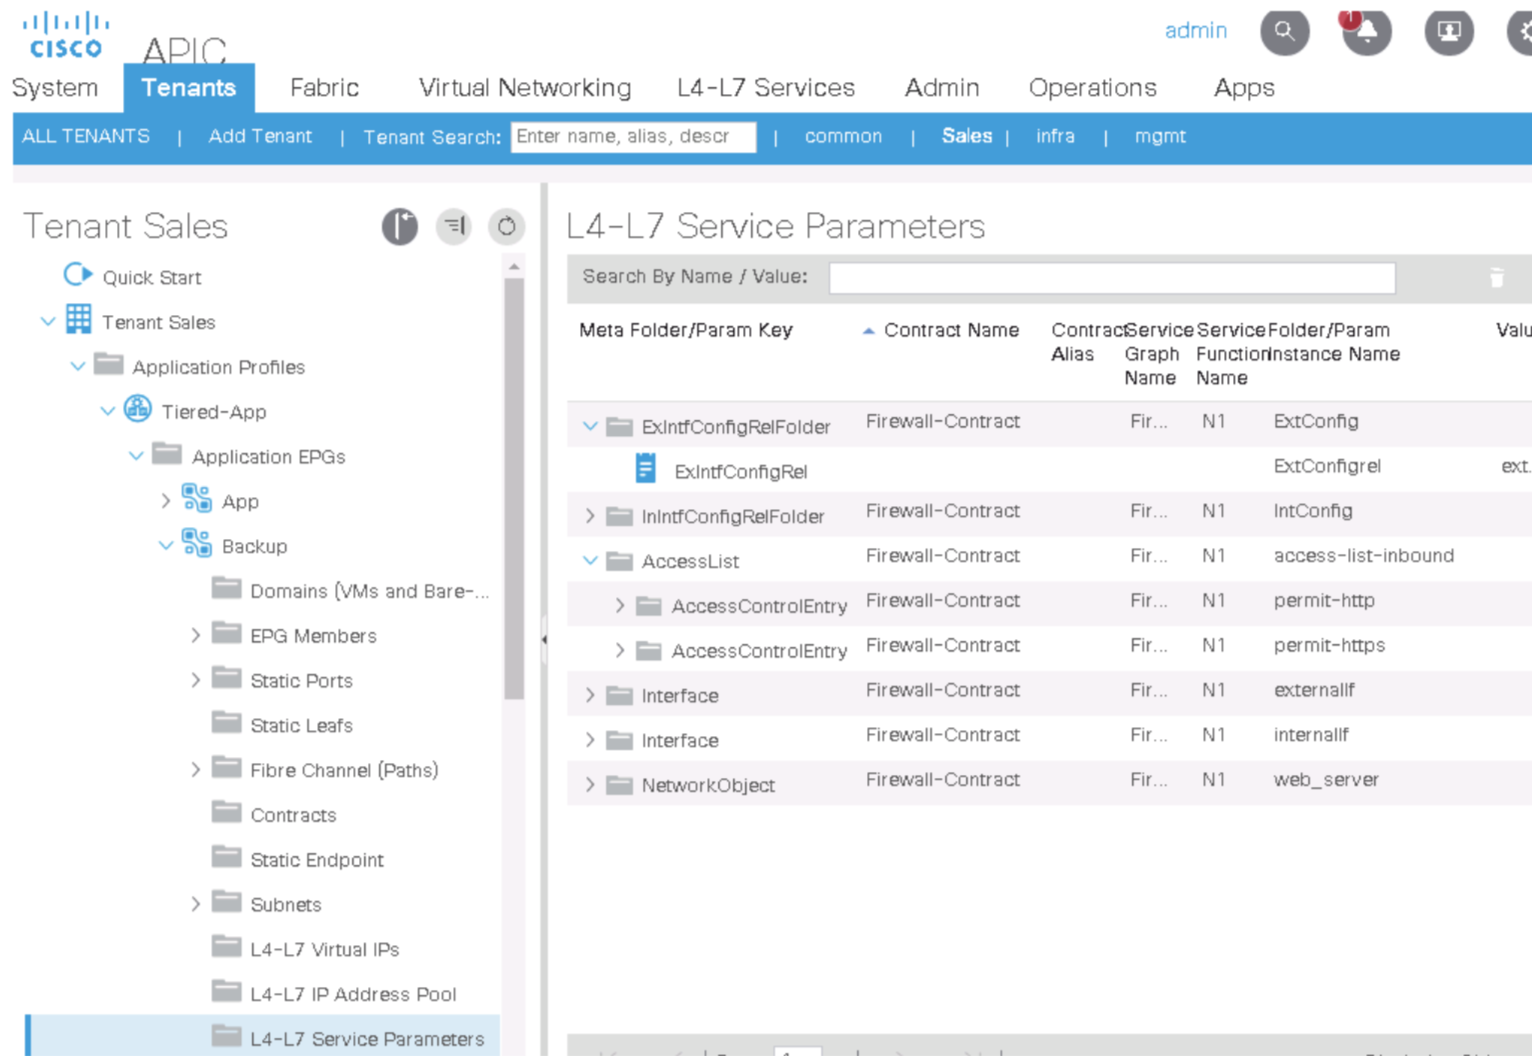 CISCO
APIC
admin
1
System Tenants Fabric Virtual Networking L4-L7 Services Admin Operations Apps
ALL TENANTS | Add Tenant | Tenant Search: Enter name, alias, descr | common | Sales | infra | mgmt
Tenant Sales
Quick Start
Tenant Sales
Application Profiles
Tiered-App
Application EPGs
App
Backup
Domains (VMs and Bare-...
EPG Members
Static Ports
Static Leafs
Fibre Channel (Paths)
Contracts
Static Endpoint
Subnets
L4-L7 Virtual IPs
L4-L7 IP Address Pool
L4-L7 Service Parameters
L4-L7 Service Parameters
Search By Name / Value:
Meta Folder/Param Key Contract Name Contract Service Service Folder/Param Valu
Alias Graph Function Instance Name
Name Name
ExIntfConfigRelFolder Firewall-Contract Fir... N1 ExtConfig
ExIntfConfigRel ExtConfigrel ext.
InIntfConfigRelFolder Firewall-Contract Fir... N1 IntConfig
AccessList Firewall-Contract Fir... N1 access-list-inbound
AccessControlEntry Firewall-Contract Fir... N1 permit-http
AccessControlEntry Firewall-Contract Fir... N1 permit-https
Interface Firewall-Contract Fir... N1 externalIf
Interface Firewall-Contract Fir... N1 internalIf
NetworkObject Firewall-Contract Fir... N1 web_server